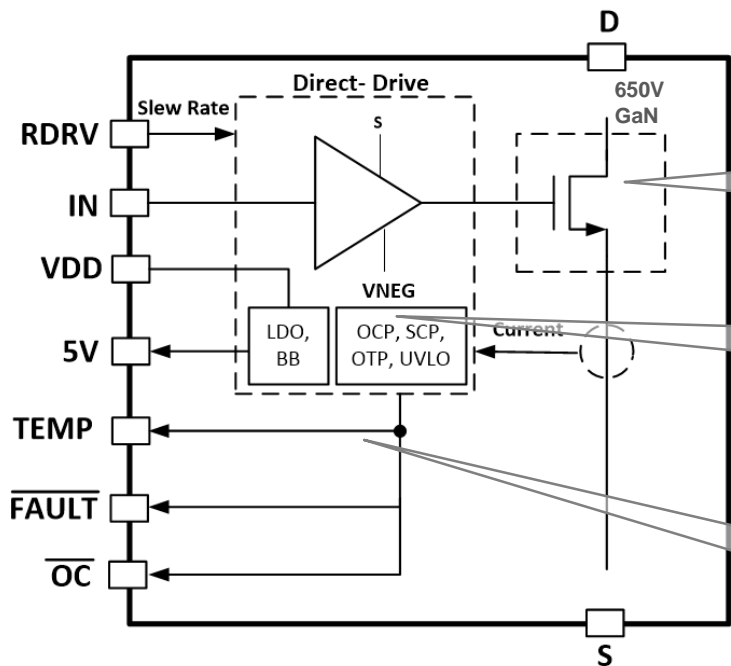 D
Direct- Drive
650V
GaN
Slew Rate
RDRV
S
IN
VDD
VNEG
LDO,
BB
OCP, SCP,
OTP, UVLO
Current
5V
TEMP
FAULT
OC
S